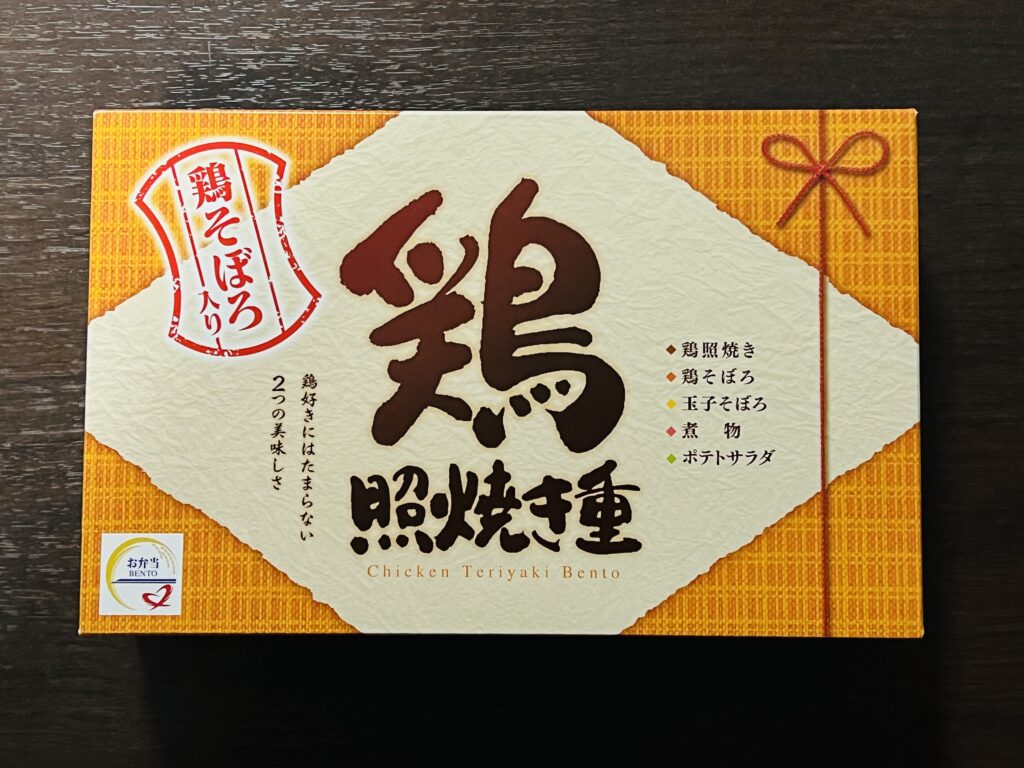 鶏そぼろ
入り
鶏
照焼き重
Chicken Teriyaki Bento
鶏好きにはたまらない
2つの美味しさ
鶏照焼き
鶏そぼろ
玉子そぼろ
煮　物
ポテトサラダ
お弁当
BENTO